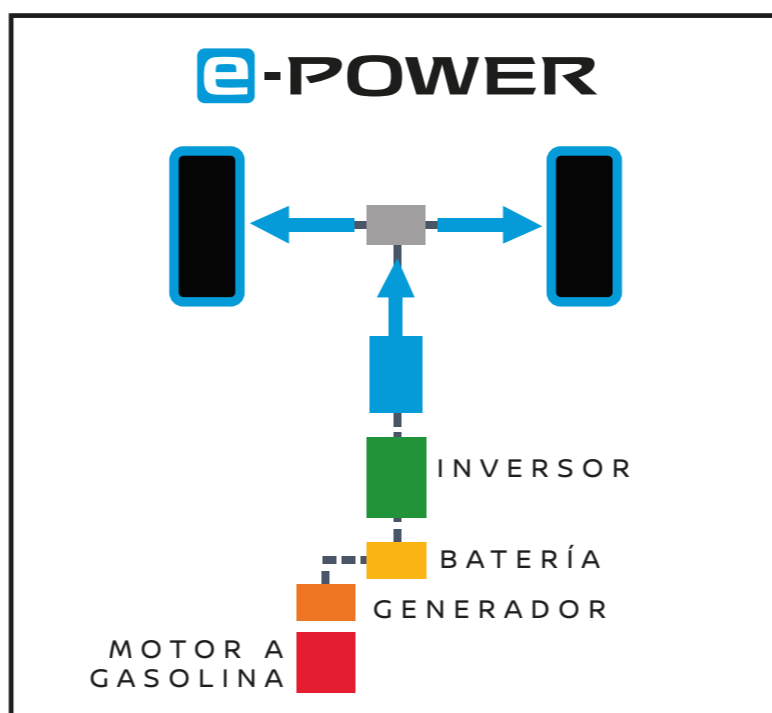 e-POWER
INVERSOR
BATERÍA
GENERADOR
MOTOR A
GASOLINA